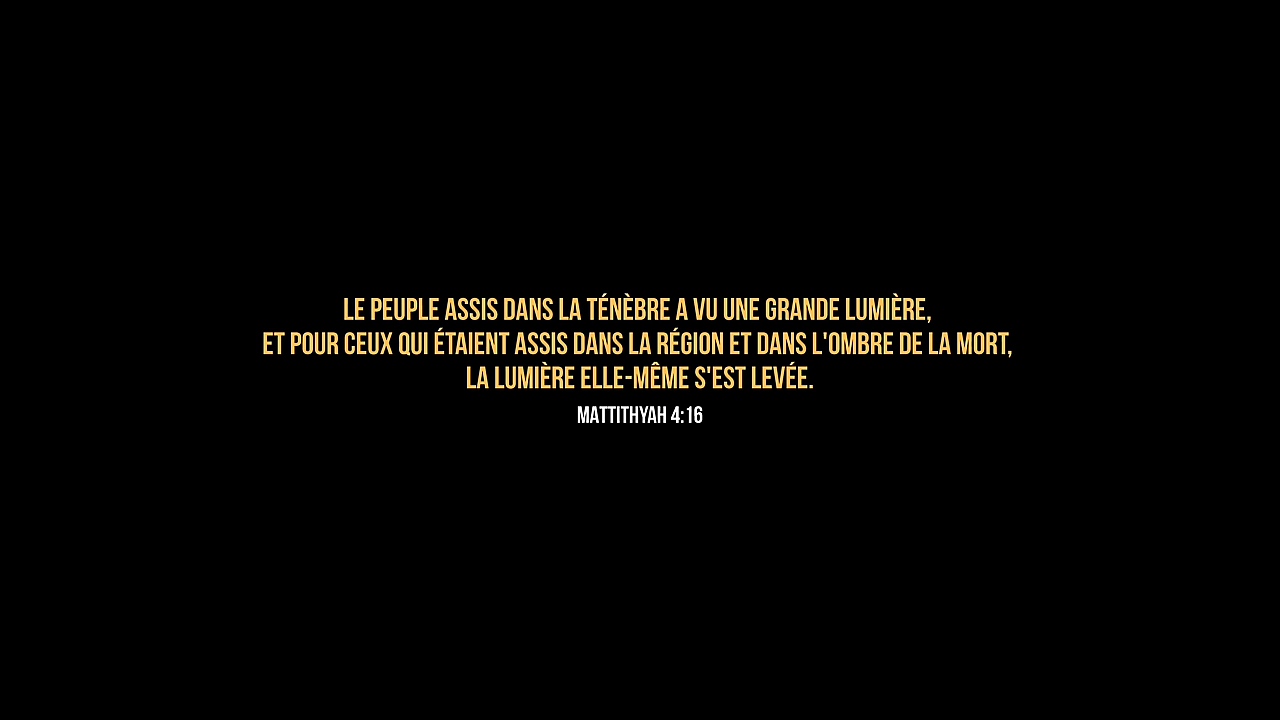 LE PEUPLE ASSIS DANS LA TÉNÈBRE A VU UNE GRANDE LUMIÈRE,
ET POUR CEUX QUI ÉTAIENT ASSIS DANS LA RÉGION ET DANS L'OMBRE DE LA MORT,
LA LUMIÈRE ELLE-MÊME S'EST LEVÉE.
MATTITHYAH 4:16